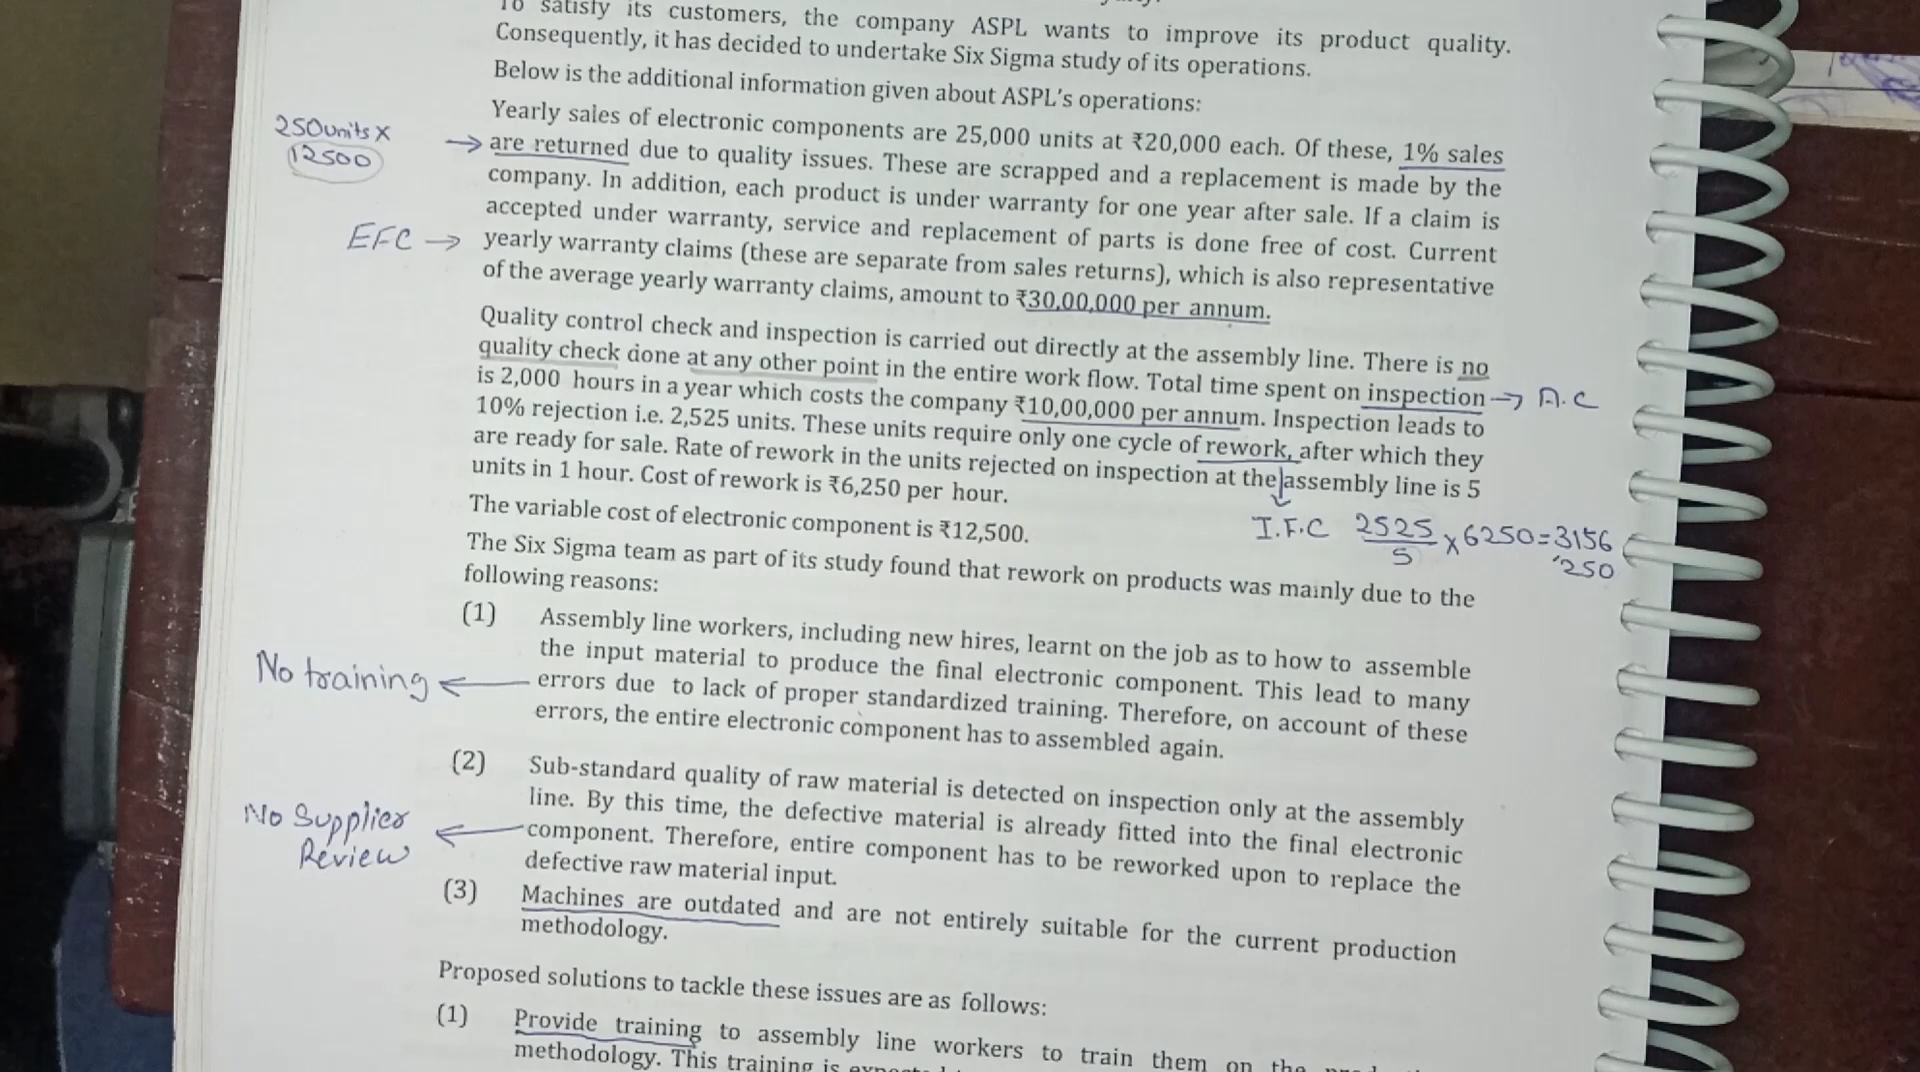 To satisfy its customers, the company ASPL wants to improve its product quality.
Consequently, it has decided to undertake Six Sigma study of its operations.
Below is the additional information given about ASPL's operations:
Yearly sales of electronic components are 25,000 units at ₹20,000 each. Of these, 1% sales
250units X
12500
→ are returned due to quality issues. These are scrapped and a replacement is made by the
company. In addition, each product is under warranty for one year after sale. If a claim is
accepted under warranty, service and replacement of parts is done free of cost. Current
EFC → yearly warranty claims (these are separate from sales returns), which is also representative
of the average yearly warranty claims, amount to ₹30,00,000 per annum.
Quality control check and inspection is carried out directly at the assembly line. There is no
quality check done at any other point in the entire work flow. Total time spent on inspection → A.C
is 2,000 hours in a year which costs the company ₹10,00,000 per annum. Inspection leads to
10% rejection i.e. 2,525 units. These units require only one cycle of rework, after which they
are ready for sale. Rate of rework in the units rejected on inspection at the assembly line is 5
units in 1 hour. Cost of rework is ₹6,250 per hour.
I.F.C 2525/5 x 6250=3156
'250
The variable cost of electronic component is ₹12,500.
The Six Sigma team as part of its study found that rework on products was mainly due to the
following reasons:
(1) Assembly line workers, including new hires, learnt on the job as to how to assemble
the input material to produce the final electronic component. This lead to many
No training ← errors due to lack of proper standardized training. Therefore, on account of these
errors, the entire electronic component has to assembled again.
(2) Sub-standard quality of raw material is detected on inspection only at the assembly
line. By this time, the defective material is already fitted into the final electronic
No Supplier
Review
← component. Therefore, entire component has to be reworked upon to replace the
defective raw material input.
(3) Machines are outdated and are not entirely suitable for the current production
methodology.
Proposed solutions to tackle these issues are as follows:
(1) Provide training to assembly line workers to train them on the
methodology. This training is